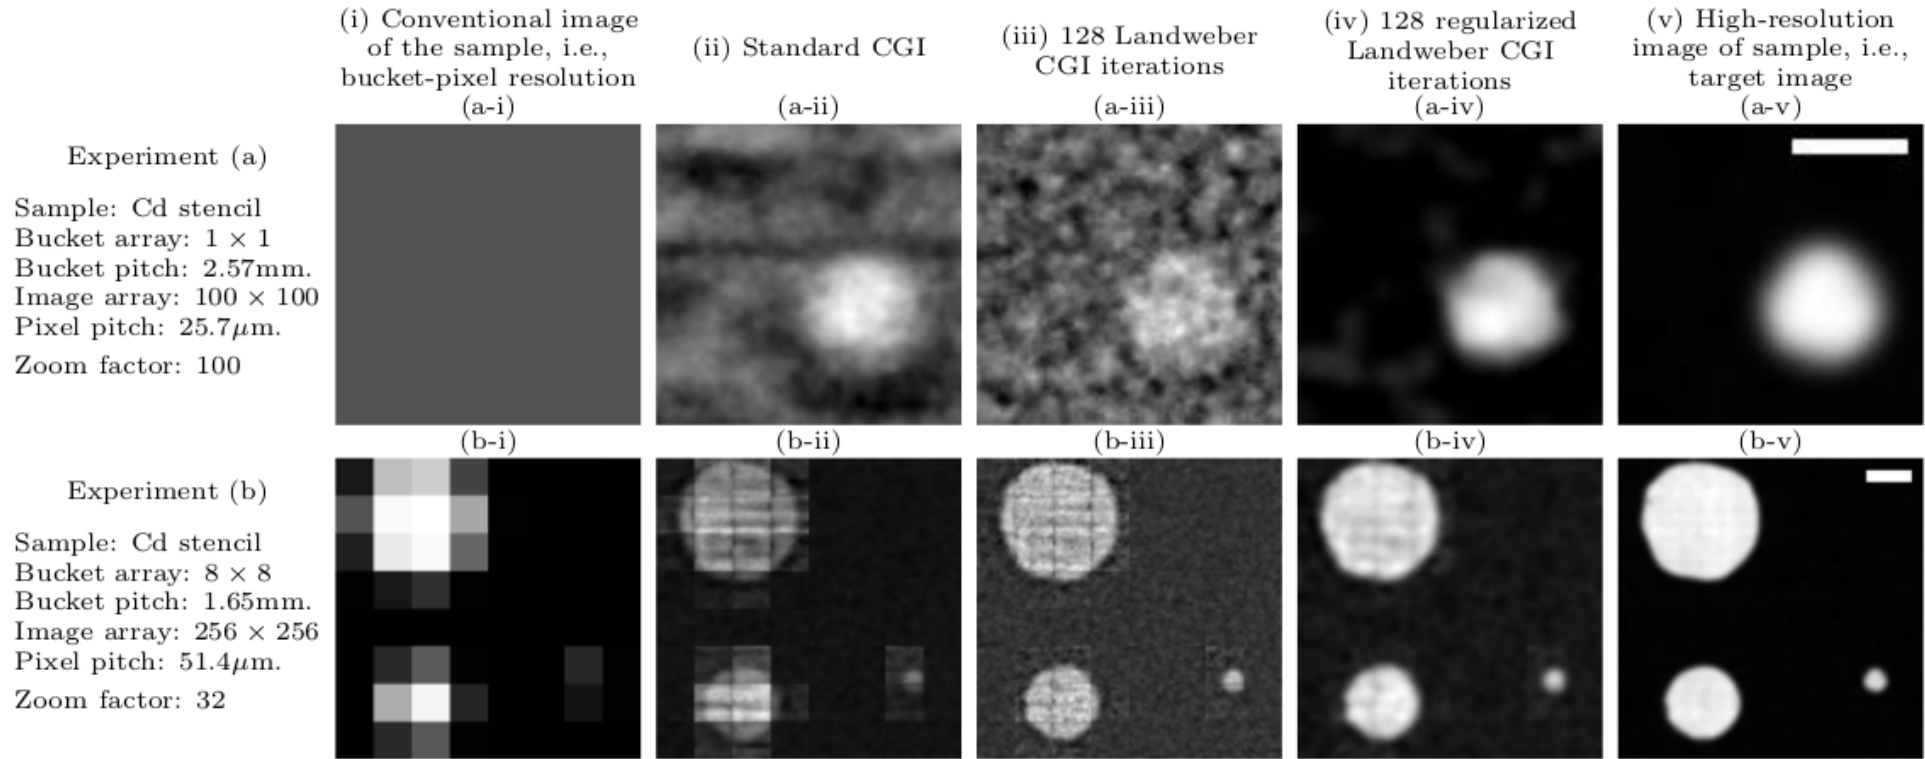 (i) Conventional image
of the sample, i.e.,
bucket-pixel resolution
(ii) Standard CGI
(iii) 128 Landweber
CGI iterations
(iv) 128 regularized
Landweber CGI
iterations
(v) High-resolution
image of sample, i.e.,
target image
(a-i)
(a-ii)
(a-iii)
(a-iv)
(a-v)
Experiment (a)
Sample: Cd stencil
Bucket array: 1 × 1
Bucket pitch: 2.57mm.
Image array: 100 × 100
Pixel pitch: 25.7μm.
Zoom factor: 100
(b-i)
(b-ii)
(b-iii)
(b-iv)
(b-v)
Experiment (b)
Sample: Cd stencil
Bucket array: 8 × 8
Bucket pitch: 1.65mm.
Image array: 256 × 256
Pixel pitch: 51.4μm.
Zoom factor: 32